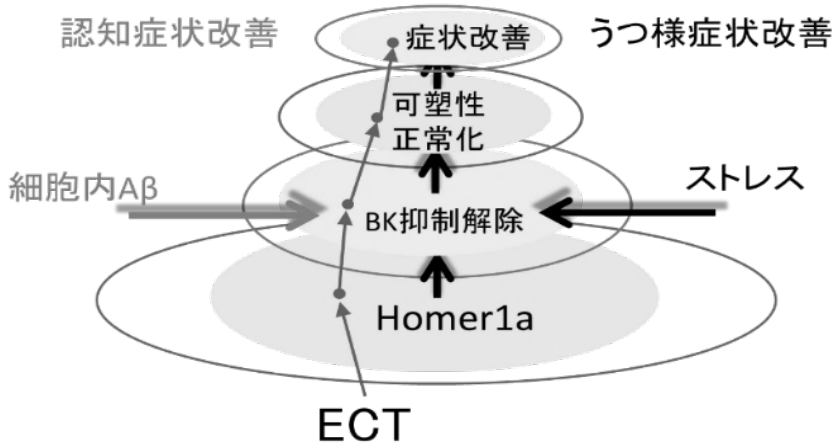 認知症状改善
症状改善
うつ様症状改善
可塑性
正常化
細胞内Aβ
ストレス
BK抑制解除
Homer1a
ECT